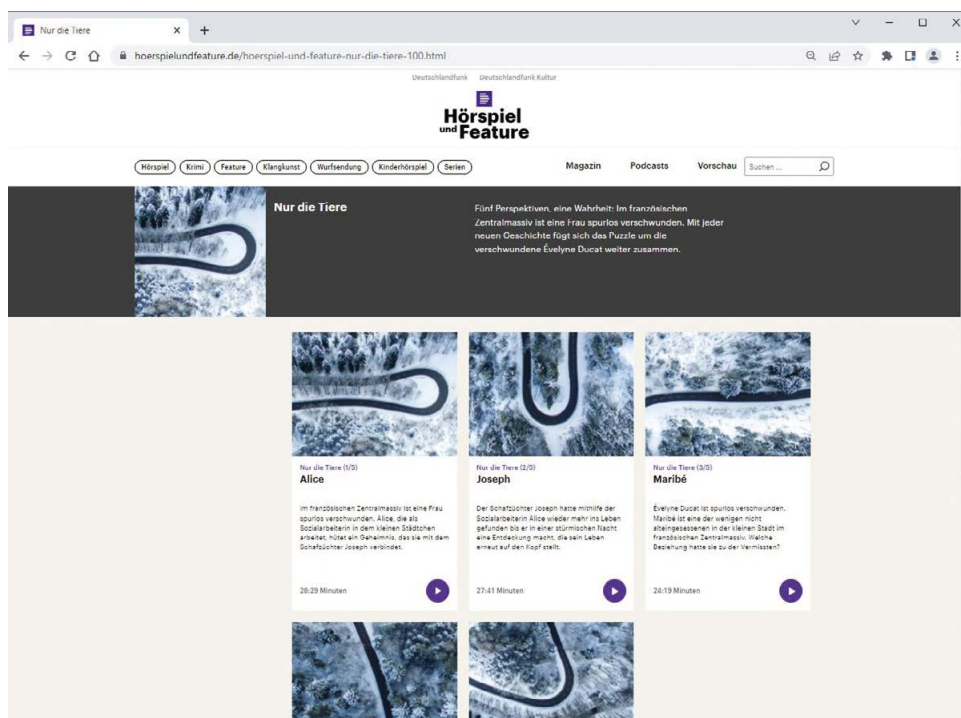 Nur die Tiere
hoerspielundfeature.de/hoerspiel-und-feature-nur-die-tiere-100.html
Deutschlandfunk Deutschlandfunk Kultur
Hörspiel
und Feature
Hörspiel Krimi Feature Klangkunst Wurfsendung Kinderhörspiel Serien Magazin Podcasts Vorschau Suchen ...
Nur die Tiere
Fünf Perspektiven, eine Wahrheit: Im französischen
Zentralmassiv ist eine Frau spurlos verschwunden. Mit jeder
neuen Geschichte fügt sich das Puzzle um die
verschwundene Évelyne Ducat weiter zusammen.
Nur die Tiere (1/5)
Alice
Im französischen Zentralmassiv ist eine Frau
spurlos verschwunden. Alice, die als
Sozialarbeiterin in dem kleinen Städtchen
arbeitet, hütet ein Geheimnis, das sie mit dem
Schafzüchter Joseph verbindet.
28:29 Minuten
Nur die Tiere (2/5)
Joseph
Der Schafzüchter Joseph hatte mithilfe der
Sozialarbeiterin Alice wieder mehr ins Leben
gefunden bis er in einer stürmischen Nacht
eine Entdeckung macht, die sein Leben
erneut auf den Kopf stellt.
27:41 Minuten
Nur die Tiere (3/5)
Maribé
Évelyne Ducat ist spurlos verschwunden.
Maribé ist eine der wenigen nicht
alteingesessenen in der kleinen Stadt im
französischen Zentralmassiv. Welche
Beziehung hatte sie zu der Vermissten?
24:19 Minuten